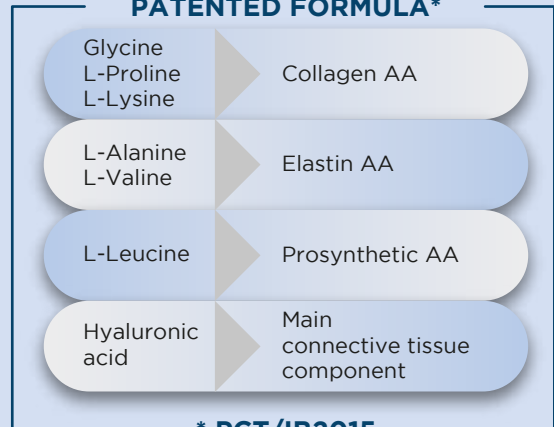 PATENTED FORMULA*
Glycine
L-Proline
L-Lysine
Collagen AA
L-Alanine
L-Valine
Elastin AA
L-Leucine
Prosynthetic AA
Hyaluronic
acid
Main
connective tissue
component
* PCT/IB2015